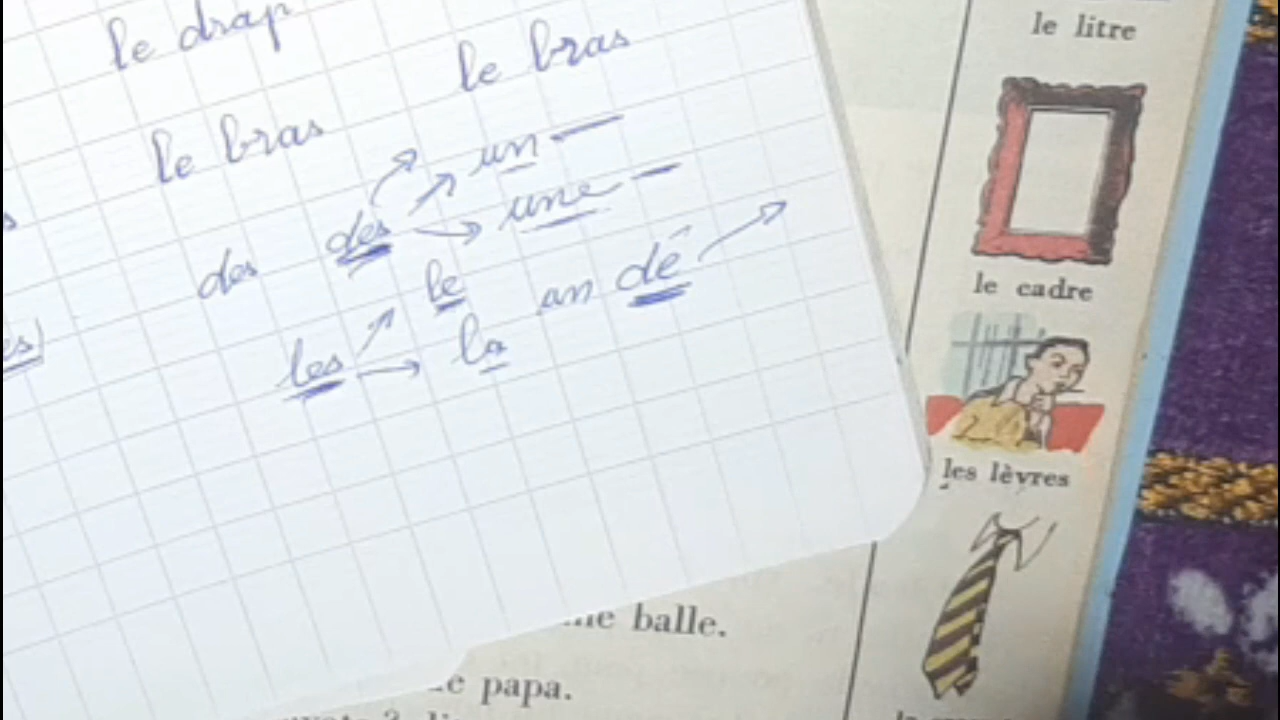 le drap
le bras
le bras
un
une
des des
le
an dé
les la
le litre
le cadre
les lèvres
balle.
papa.